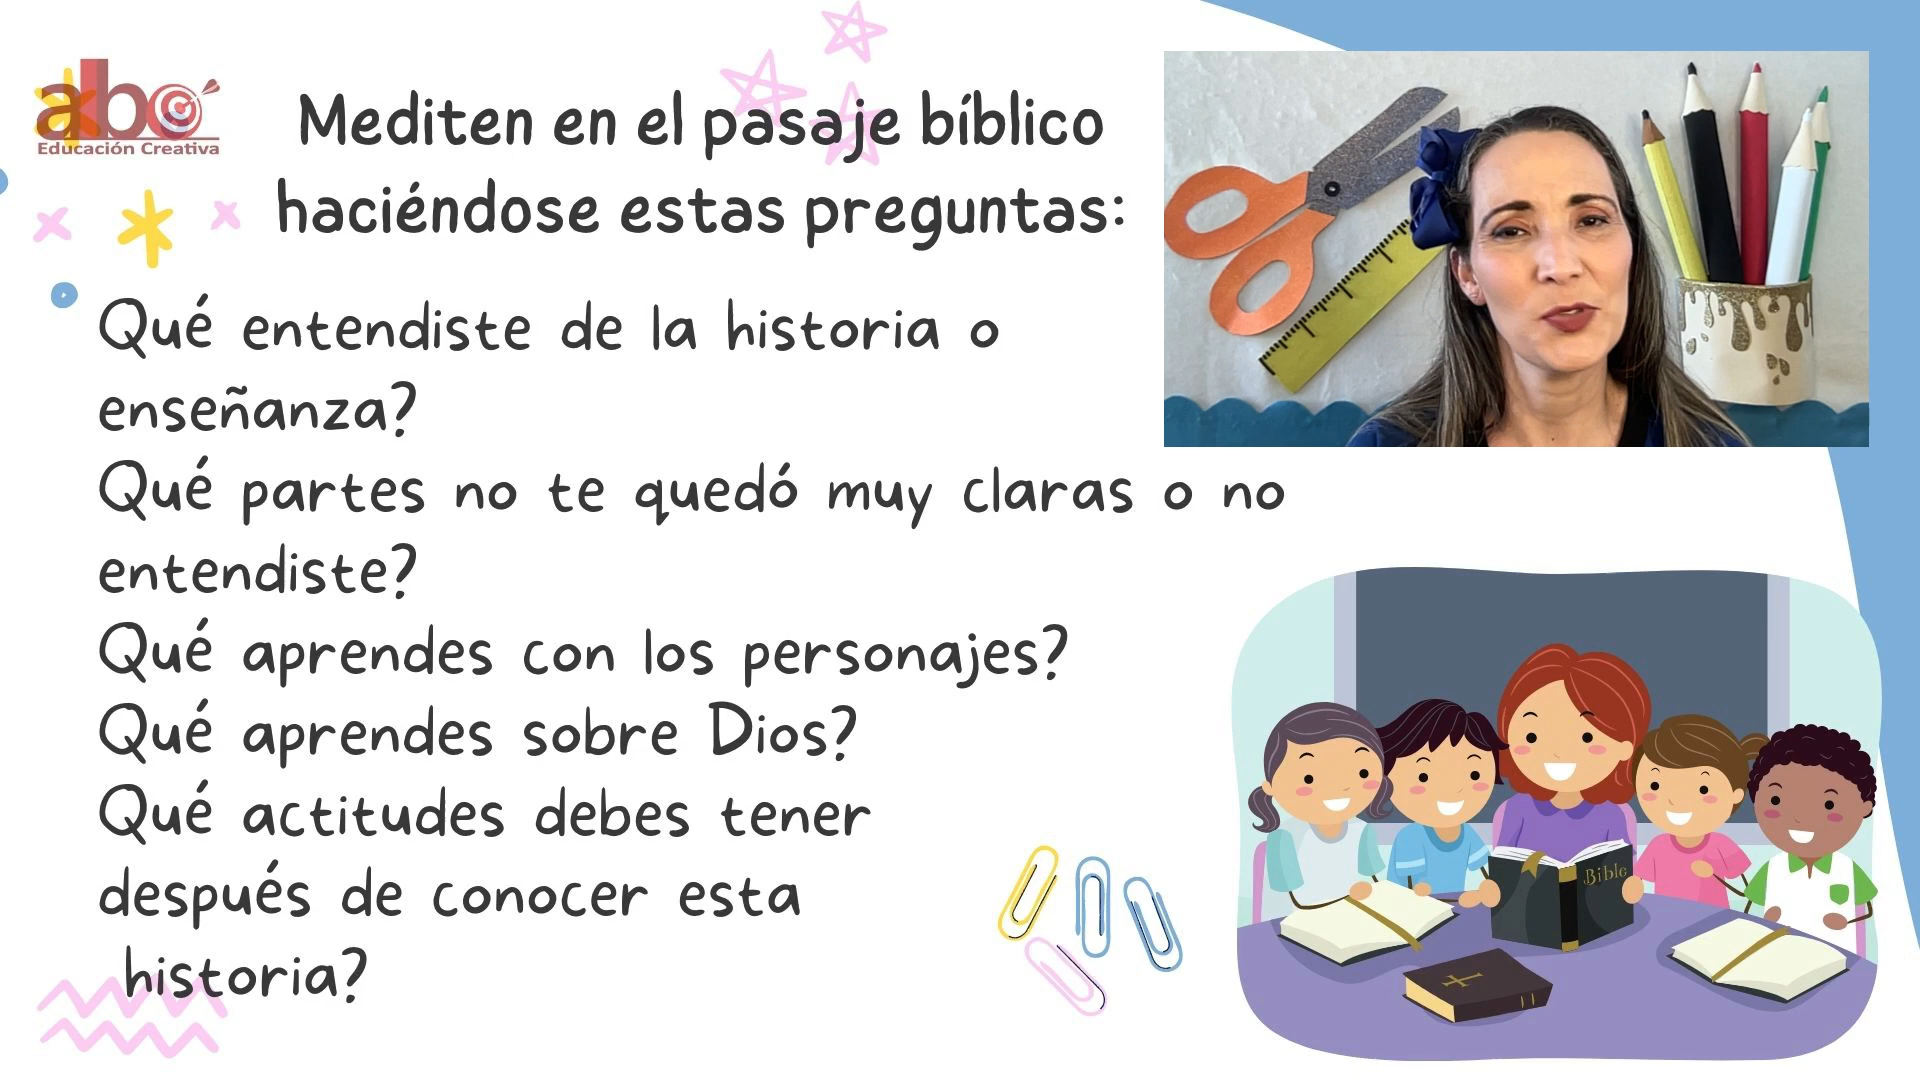 abo
Educación Creativa
Mediten en el pasaje bíblico
haciéndose estas preguntas:
Qué entendiste de la historia o
enseñanza?
Qué partes no te quedó muy claras o no
entendiste?
Qué aprendes con los personajes?
Qué aprendes sobre Dios?
Qué actitudes debes tener
después de conocer esta
historia?
Bible